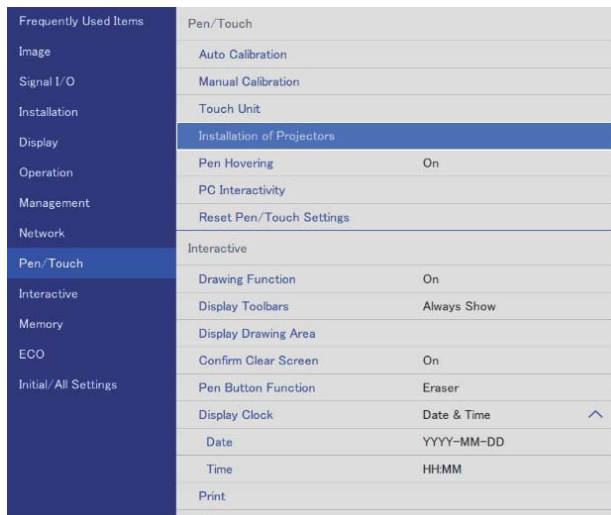 Frequently Used Items
Image
Signal I/O
Installation
Display
Operation
Management
Network
Pen/Touch
Interactive
Memory
ECO
Initial/All Settings
Pen/Touch
Auto Calibration
Manual Calibration
Touch Unit
Installation of Projectors
Pen Hovering On
PC Interactivity
Reset Pen/Touch Settings
Interactive
Drawing Function On
Display Toolbars Always Show
Display Drawing Area
Confirm Clear Screen On
Pen Button Function Eraser
Display Clock Date & Time
Date YYYY-MM-DD
Time HH:MM
Print